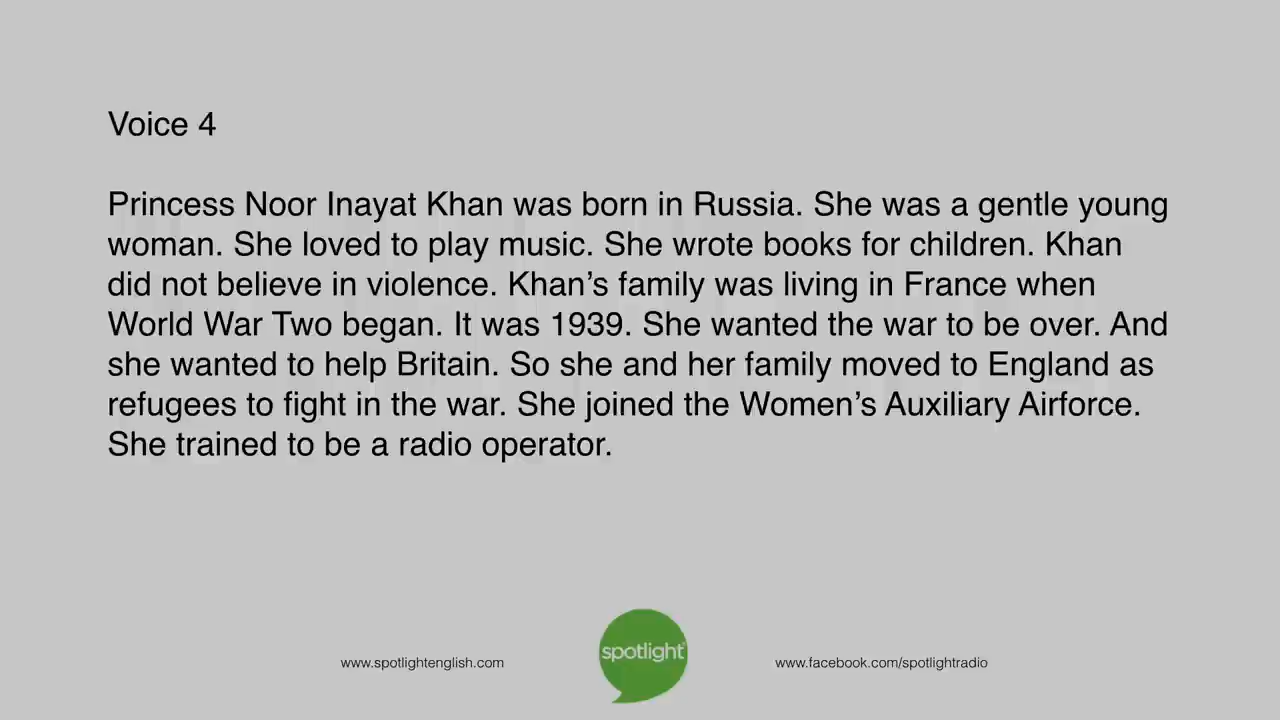 Voice 4
Princess Noor Inayat Khan was born in Russia. She was a gentle young
woman. She loved to play music. She wrote books for children. Khan
did not believe in violence. Khan’s family was living in France when
World War Two began. It was 1939. She wanted the war to be over. And
she wanted to help Britain. So she and her family moved to England as
refugees to fight in the war. She joined the Women’s Auxiliary Airforce.
She trained to be a radio operator.
www.spotlightenglish.com
spotlight
www.facebook.com/spotlightradio